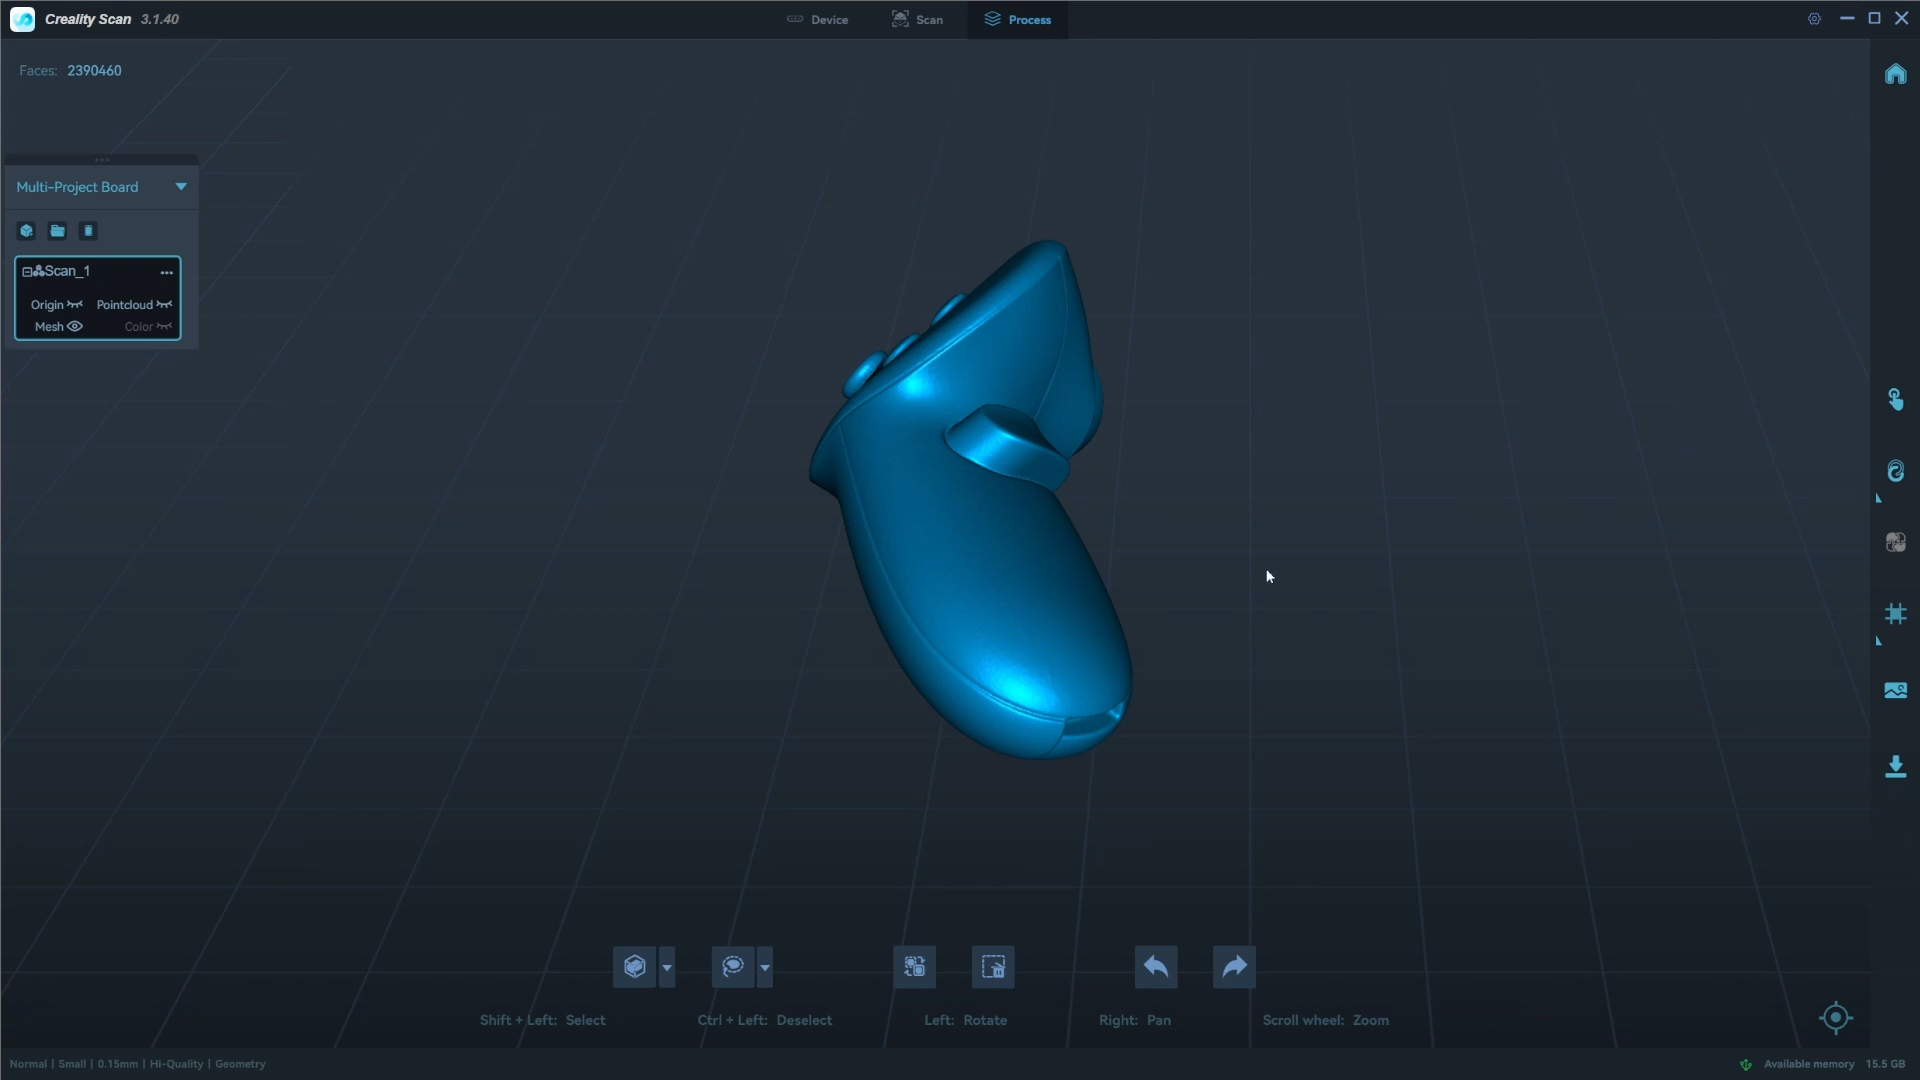 Creality Scan 3.1.40
Device
Scan
Process
Faces: 2390460
Multi-Project Board
Scan_1
Origin
Pointcloud
Mesh
Color
Shift + Left: Select
Ctrl + Left: Deselect
Left: Rotate
Right: Pan
Scroll wheel: Zoom
Normal | Small | 0.15mm | Hi-Quality | Geometry
Available memory 15.5 GB